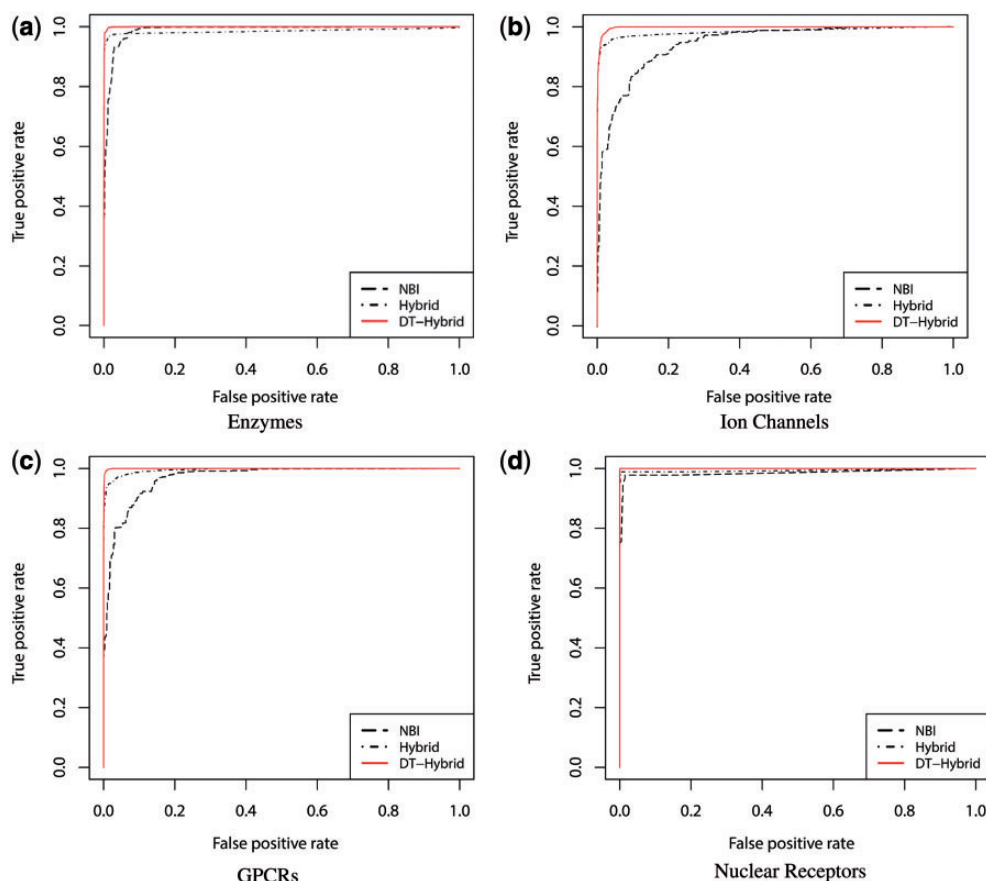 (a)
True positive rate
0.0 0.2 0.4 0.6 0.8 1.0
NBI
Hybrid
DT−Hybrid
0.0 0.2 0.4 0.6 0.8 1.0
False positive rate
Enzymes
(b)
True positive rate
0.0 0.2 0.4 0.6 0.8 1.0
NBI
Hybrid
DT−Hybrid
0.0 0.2 0.4 0.6 0.8 1.0
False positive rate
Ion Channels
(c)
True positive rate
0.0 0.2 0.4 0.6 0.8 1.0
NBI
Hybrid
DT−Hybrid
0.0 0.2 0.4 0.6 0.8 1.0
False positive rate
GPCRs
(d)
True positive rate
0.0 0.2 0.4 0.6 0.8 1.0
NBI
Hybrid
DT−Hybrid
0.0 0.2 0.4 0.6 0.8 1.0
False positive rate
Nuclear Receptors